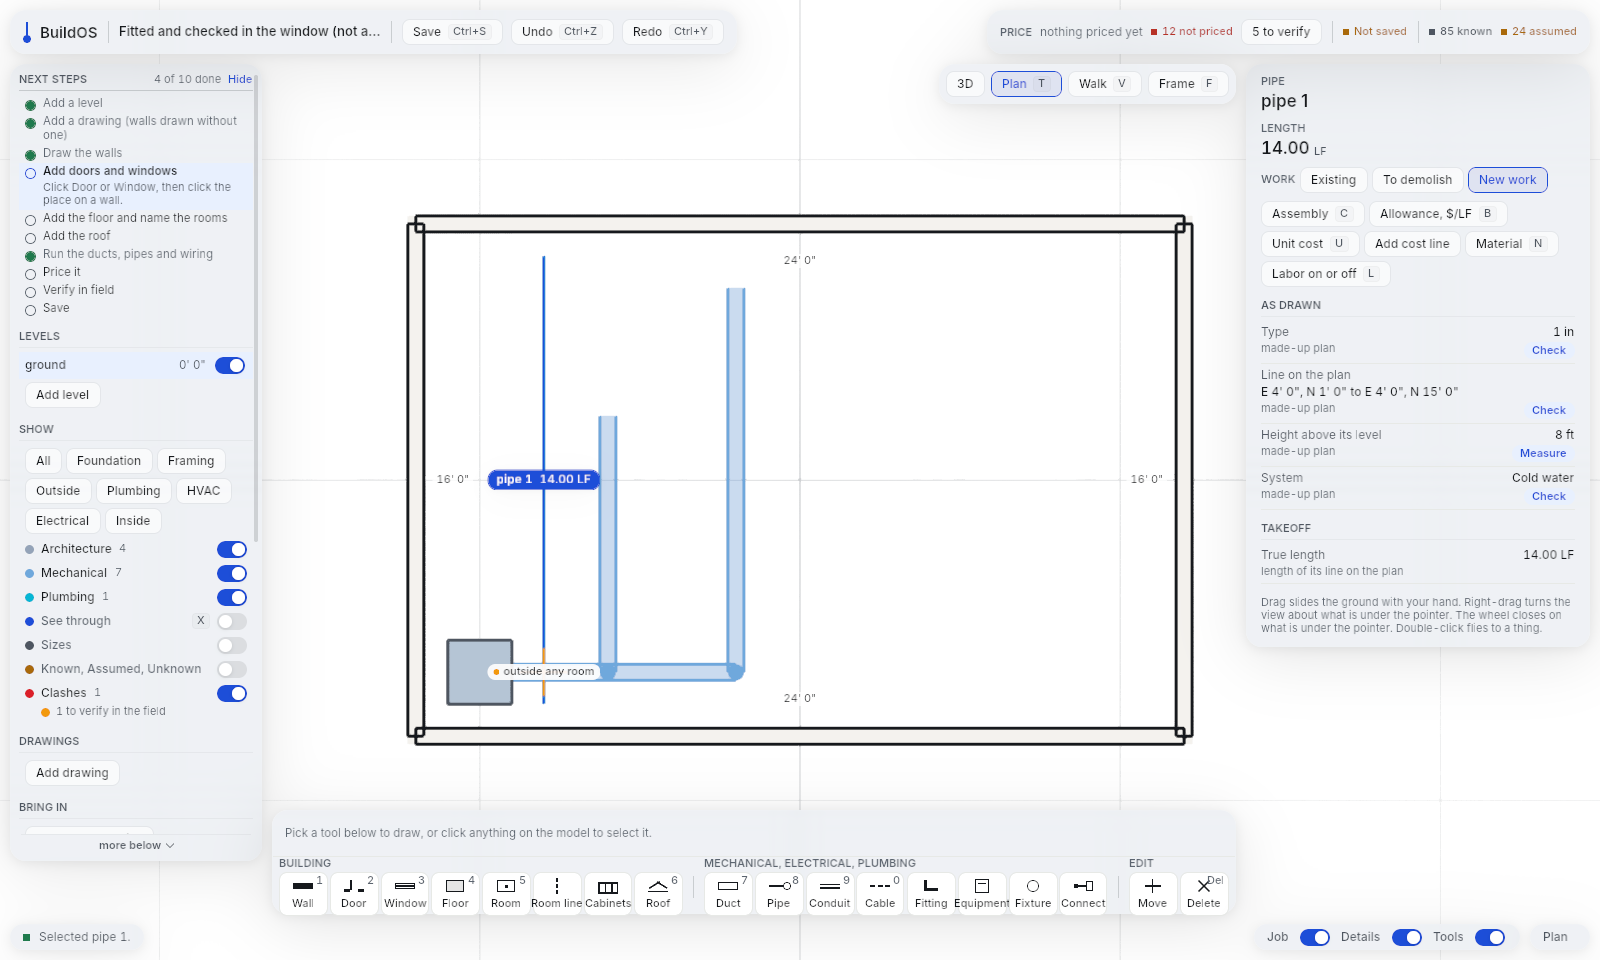 BuildOS
Fitted and checked in the window (not a...
Save Ctrl+S
Undo Ctrl+Z
Redo Ctrl+Y
PRICE nothing priced yet 12 not priced 5 to verify Not saved 85 known 24 assumed
3D
Plan T
Walk V
Frame F
NEXT STEPS 4 of 10 done Hide
Add a level
Add a drawing (walls drawn without
one)
Draw the walls
Add doors and windows
Click Door or Window, then click the
place on a wall.
Add the floor and name the rooms
Add the roof
Run the ducts, pipes and wiring
Price it
Verify in field
Save
LEVELS
ground 0' 0"
Add level
SHOW
All Foundation Framing
Outside Plumbing HVAC
Electrical Inside
Architecture 4
Mechanical 7
Plumbing 1
See through X
Sizes
Known, Assumed, Unknown
Clashes 1
1 to verify in the field
DRAWINGS
Add drawing
BRING IN
more below
24' 0"
16' 0"
pipe 1 14.00 LF
16' 0"
outside any room
24' 0"
PIPE
pipe 1
LENGTH
14.00 LF
WORK Existing To demolish New work
Assembly C Allowance, $/LF B
Unit cost U Add cost line Material N
Labor on or off L
AS DRAWN
Type 1 in
made-up plan Check
Line on the plan
E 4' 0", N 1' 0" to E 4' 0", N 15' 0"
made-up plan Check
Height above its level 8 ft
made-up plan Measure
System Cold water
made-up plan Check
TAKEOFF
True length 14.00 LF
length of its line on the plan
Drag slides the ground with your hand. Right-drag turns the
view about what is under the pointer. The wheel closes on
what is under the pointer. Double-click flies to a thing.
Pick a tool below to draw, or click anything on the model to select it.
BUILDING
1 2 3 4 5 6
Wall Door Window Floor Room Room line Cabinets Roof
MECHANICAL, ELECTRICAL, PLUMBING
7 8 9 0
Duct Pipe Conduit Cable Fitting Equipment Fixture Connect
EDIT
Del
Move Delete
Selected pipe 1.
Job Details Tools Plan